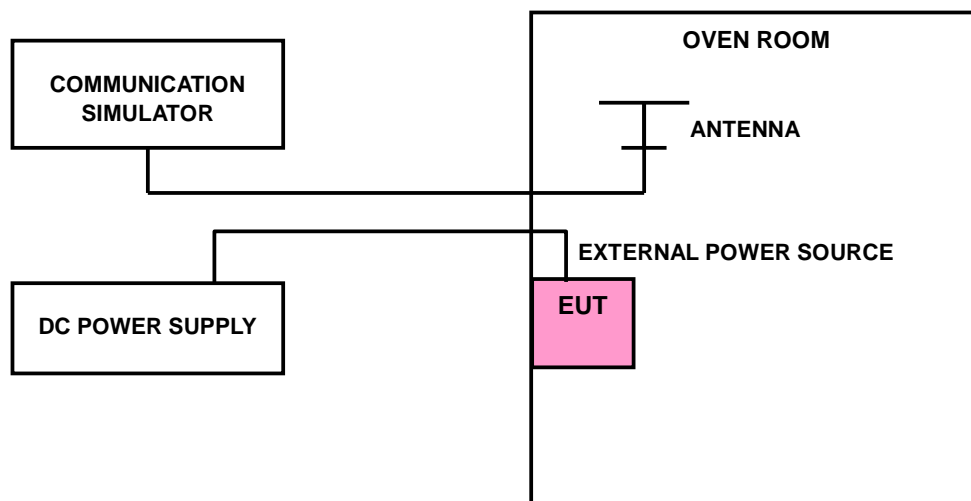 OVEN ROOM
COMMUNICATION
SIMULATOR
ANTENNA
EXTERNAL POWER SOURCE
EUT
DC POWER SUPPLY